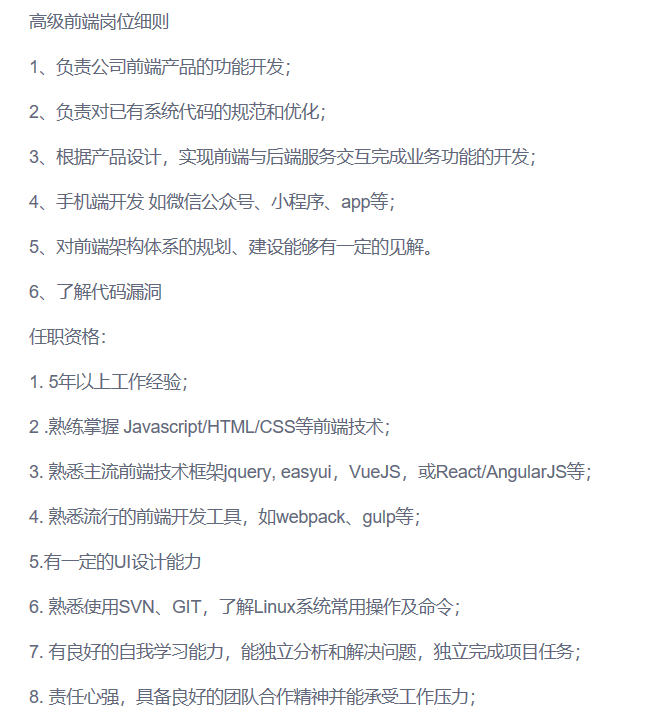 高级前端岗位细则
1、负责公司前端产品的功能开发；
2、负责对已有系统代码的规范和优化；
3、根据产品设计，实现前端与后端服务交互完成业务功能的开发；
4、手机端开发 如微信公众号、小程序、app等；
5、对前端架构体系的规划、建设能够有一定的见解。
6、了解代码漏洞
任职资格：
1. 5年以上工作经验；
2 .熟练掌握 Javascript/HTML/CSS等前端技术；
3. 熟悉主流前端技术框架jquery, easyui，VueJS，或React/AngularJS等；
4. 熟悉流行的前端开发工具，如webpack、gulp等；
5.有一定的UI设计能力
6. 熟悉使用SVN、GIT，了解Linux系统常用操作及命令；
7. 有良好的自我学习能力，能独立分析和解决问题，独立完成项目任务；
8. 责任心强，具备良好的团队合作精神并能承受工作压力；